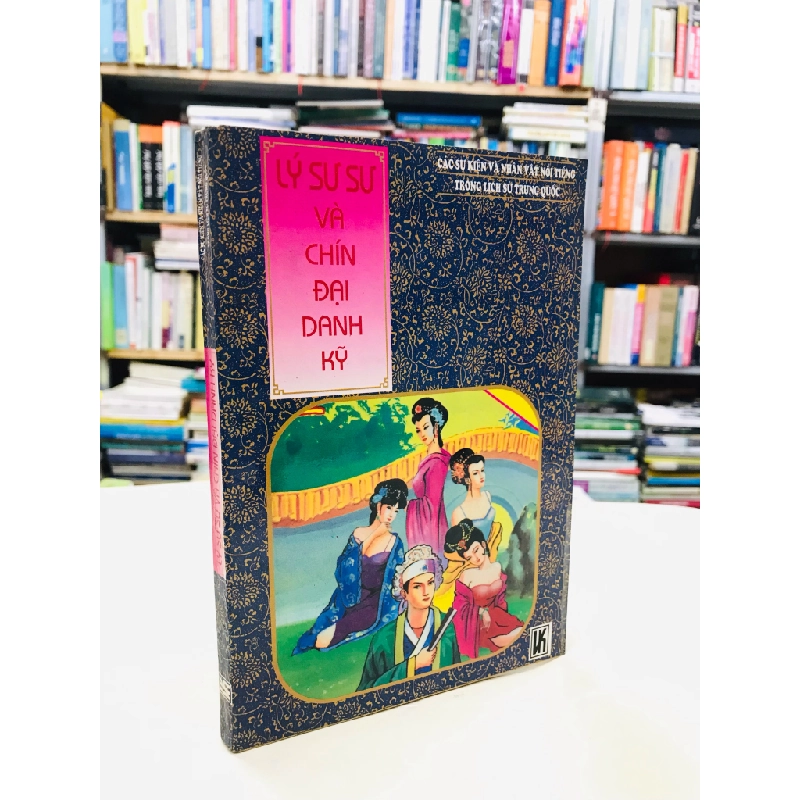 LÝ SƯ SƯ
VÀ
CHÍN
ĐẠI
DANH
KỸ
CÁC SỰ KIỆN VÀ NHÂN VẬT NỔI TIẾNG
TRONG LỊCH SỬ TRUNG QUỐC